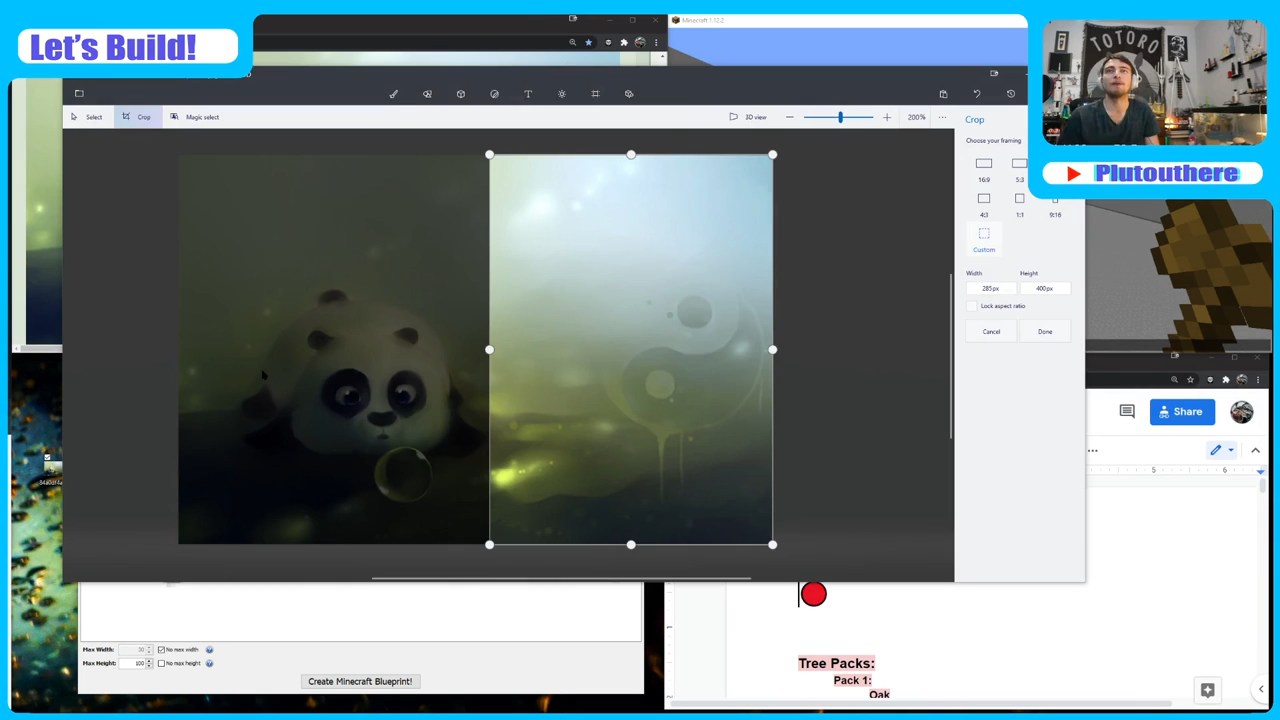 Let's Build!
Minecraft 1.12.2
TOTORO
Plutouthere
Select
Crop
Magic select
3D view
200%
Crop
Choose your framing
16:9
5:3
4:3
1:1
9:16
Custom
Width
Height
285px
400px
Lock aspect ratio
Cancel
Done
Share
5
6
Tree Packs:
Pack 1:
Oak
Max Width:
No max width
Max Height:
100
No max height
Create Minecraft Blueprint!